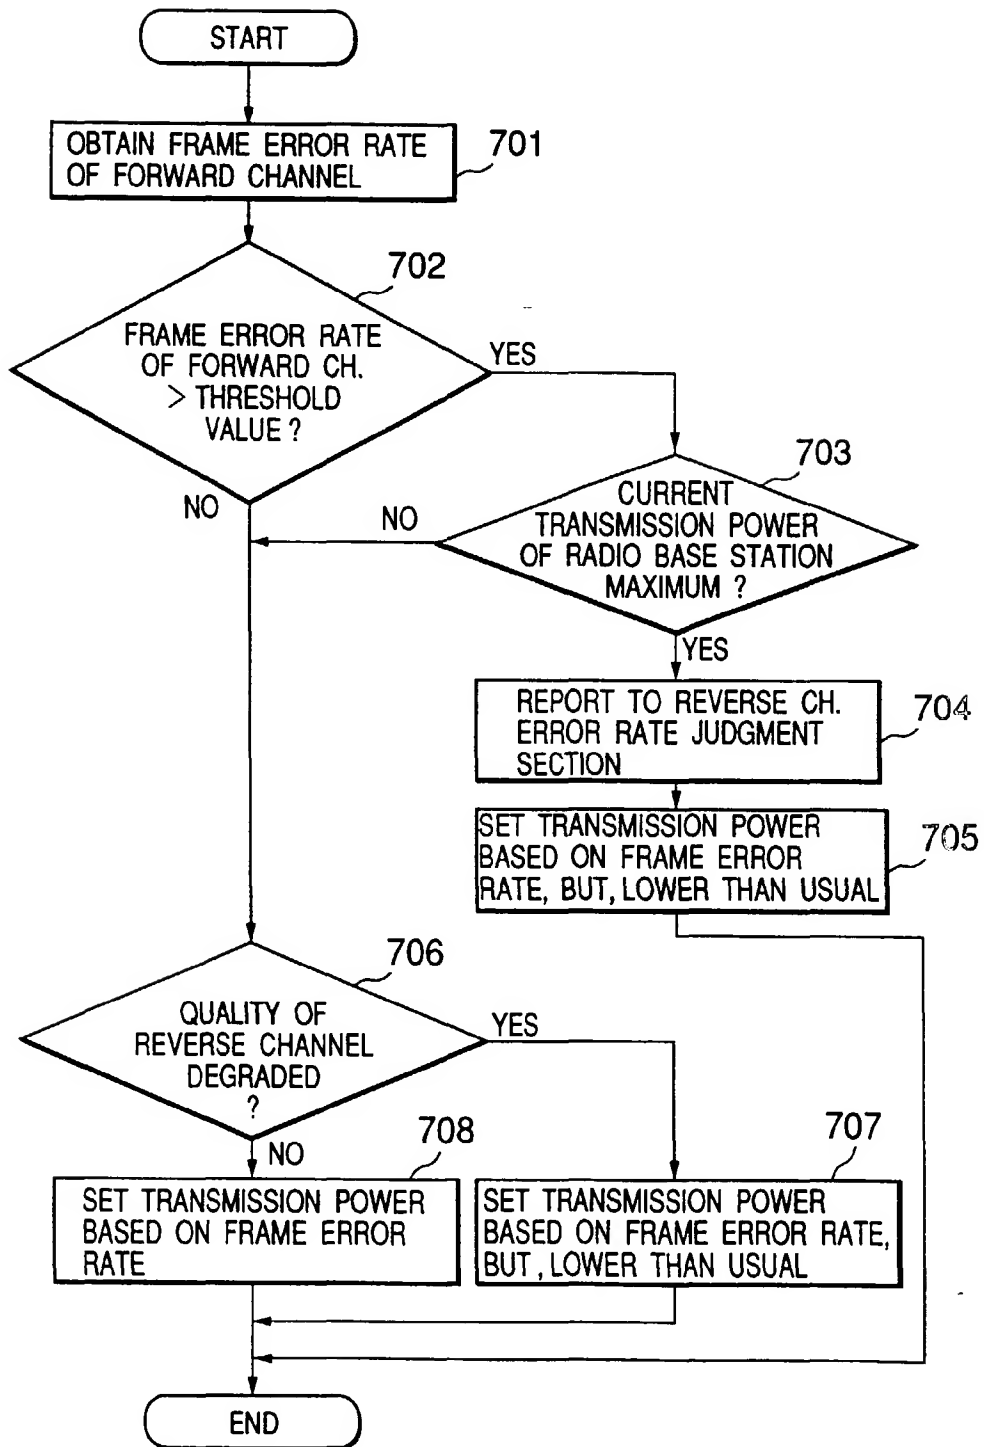 START
OBTAIN FRAME ERROR RATE
OF FORWARD CHANNEL
701
702
FRAME ERROR RATE
OF FORWARD CH.
> THRESHOLD
VALUE ?
YES
NO
703
CURRENT
TRANSMISSION POWER
OF RADIO BASE STATION
MAXIMUM ?
NO
YES
REPORT TO REVERSE CH.
ERROR RATE JUDGMENT
SECTION
704
SET TRANSMISSION POWER
BASED ON FRAME ERROR
RATE, BUT, LOWER THAN USUAL
705
706
QUALITY OF
REVERSE CHANNEL
DEGRADED
?
YES
NO
708
SET TRANSMISSION POWER
BASED ON FRAME ERROR
RATE
707
SET TRANSMISSION POWER
BASED ON FRAME ERROR RATE,
BUT, LOWER THAN USUAL
END